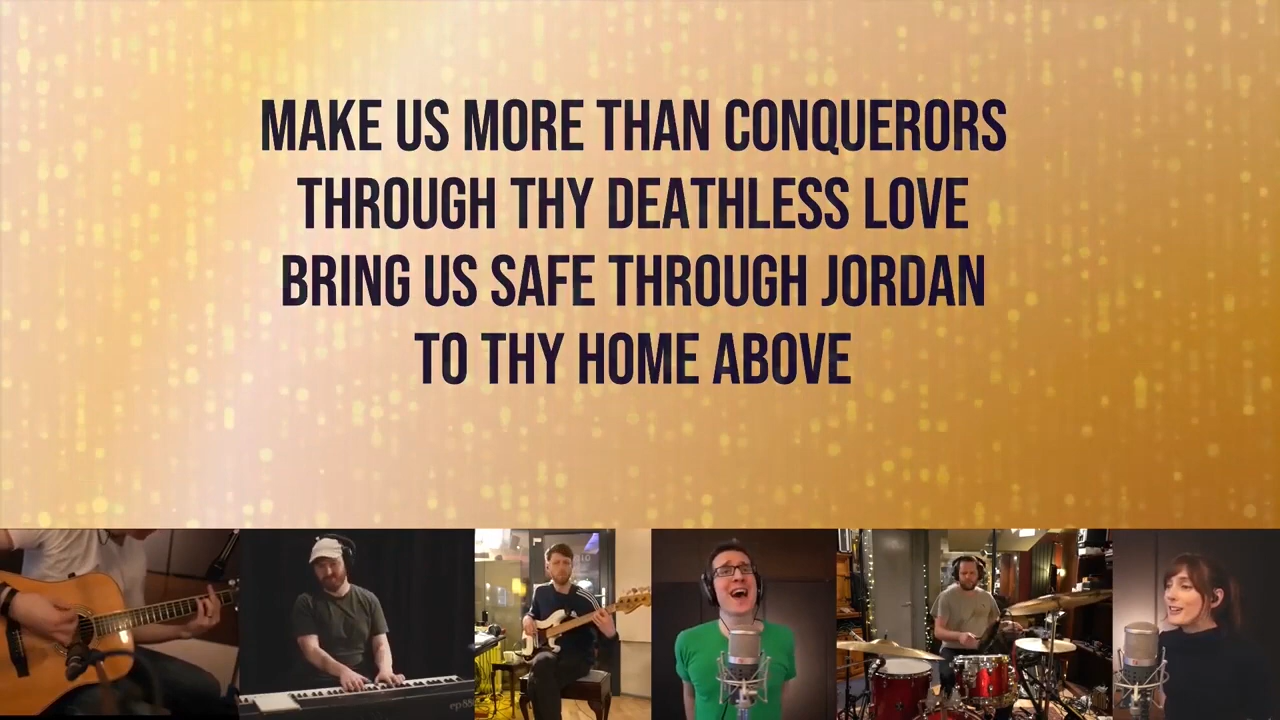 MAKE US MORE THAN CONQUERORS
THROUGH THY DEATHLESS LOVE
BRING US SAFE THROUGH JORDAN
TO THY HOME ABOVE